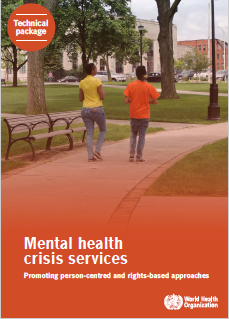 Technical
package
Mental health
crisis services
Promoting person-centred and rights-based approaches
World Health
Organization